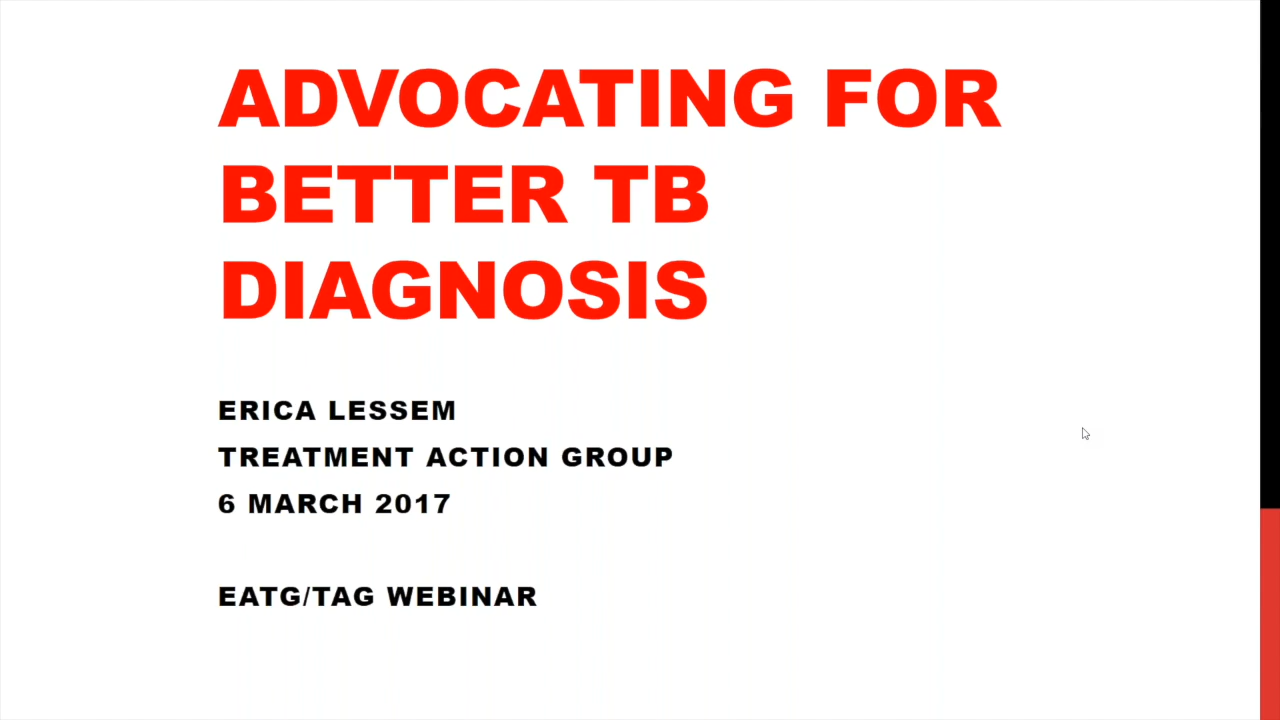 ADVOCATING FOR
BETTER TB
DIAGNOSIS
ERICA LESSEM
TREATMENT ACTION GROUP
6 MARCH 2017
EATG/TAG WEBINAR